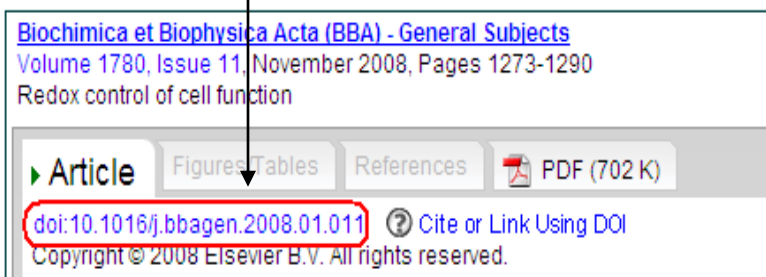 Biochimica et Biophysica Acta (BBA) - General Subjects
Volume 1780, Issue 11, November 2008, Pages 1273-1290
Redox control of cell function
Article Figures/Tables References PDF (702 K)
doi:10.1016/j.bbagen.2008.01.011 ? Cite or Link Using DOI
Copyright © 2008 Elsevier B.V. All rights reserved.